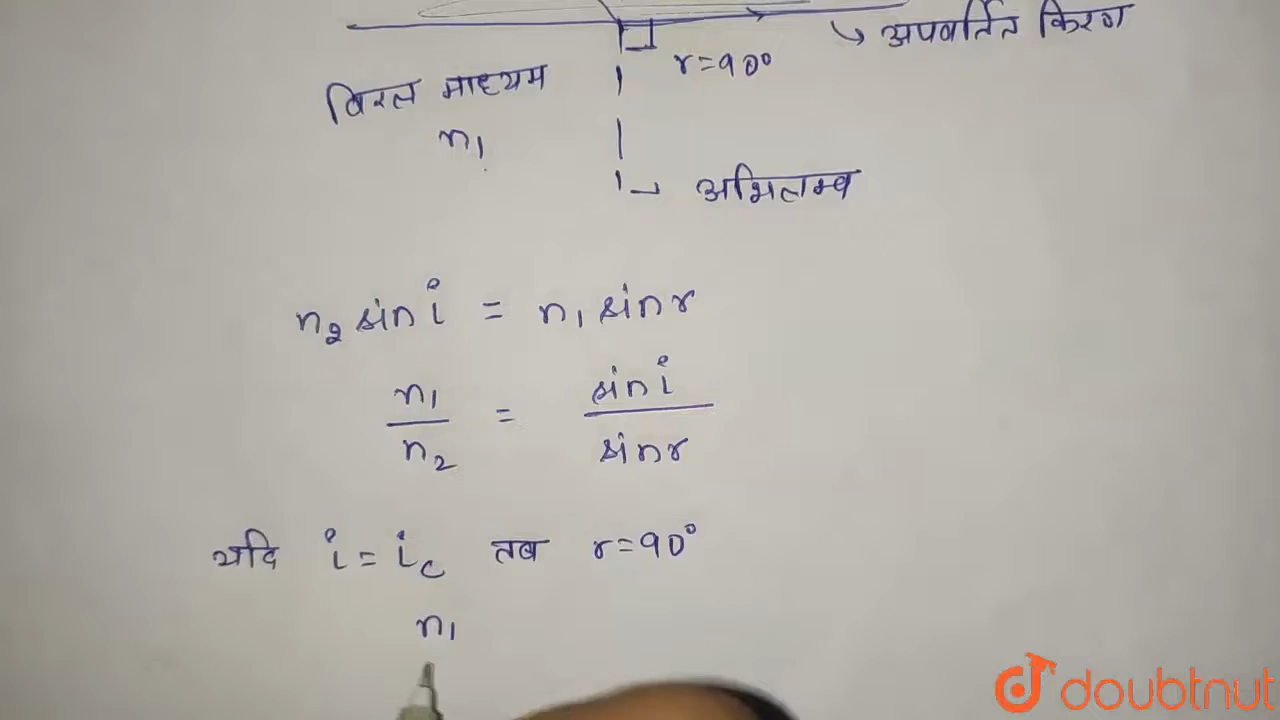 अपवर्तित किरण
r=90°
विरल माध्यम
n₁
अभिलम्ब
n₂ sin i = n₁ sin r
n₁/n₂ = sin i/sin r
यदि i = i_c तब r=90°
n₁
doubtnut